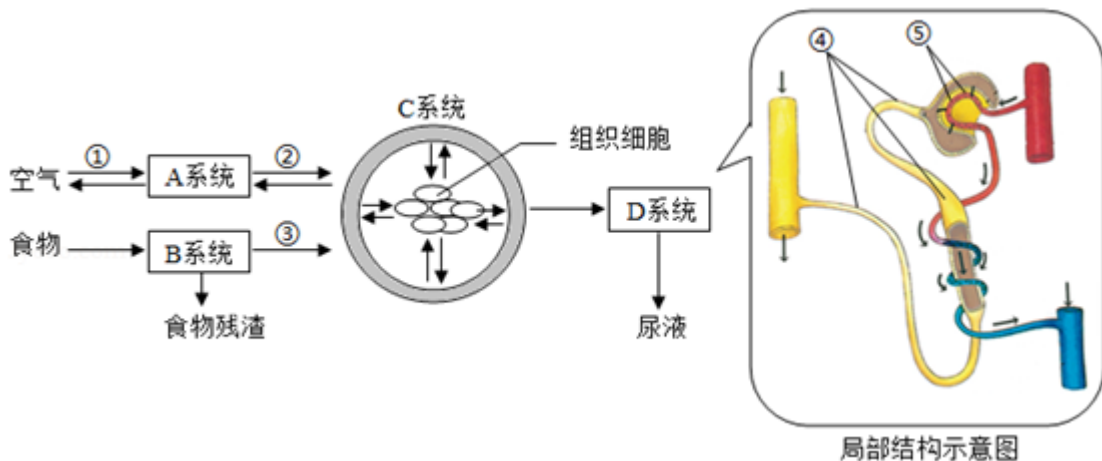 ④
⑤
C系统
组织细胞
空气
①
A系统
②
D系统
食物
B系统
③
食物残渣
尿液
局部结构示意图